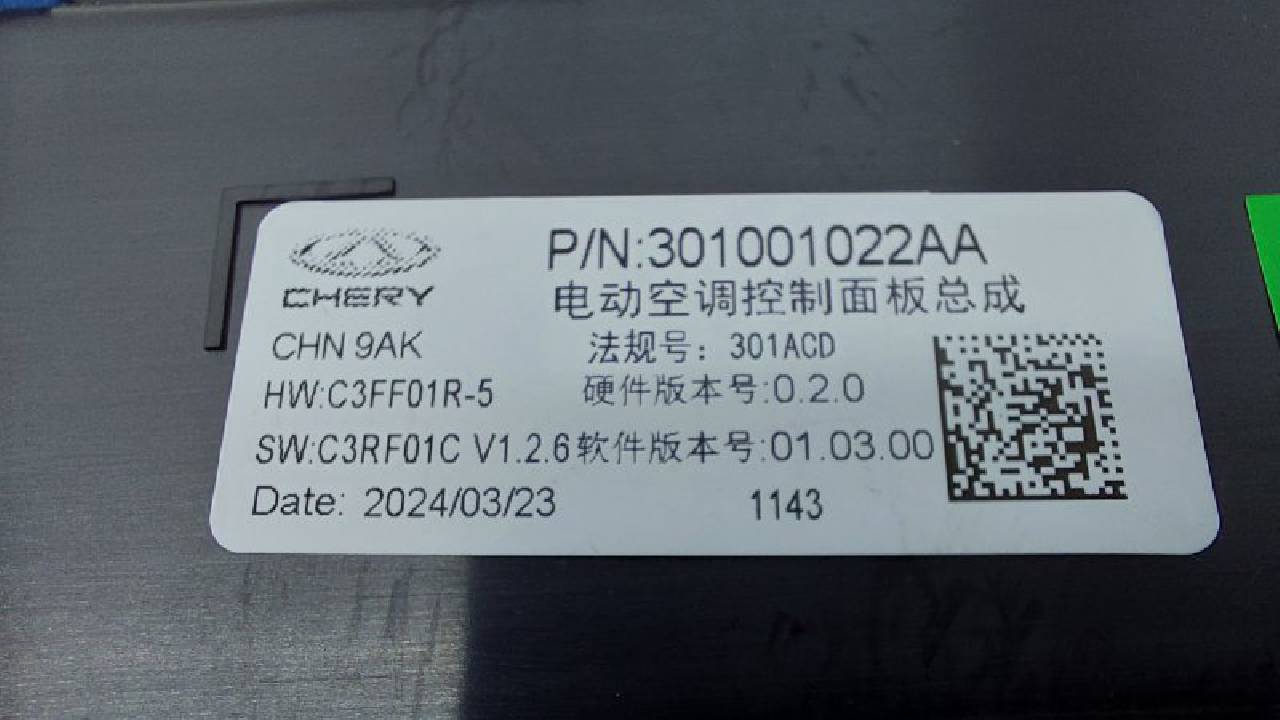 CHERY
P/N:301001022AA
电动空调控制面板总成
CHN 9AK
法规号：301ACD
HW:C3FF01R-5
硬件版本号:0.2.0
SW:C3RF01C V1.2.6
软件版本号:01.03.00
Date: 2024/03/23
1143